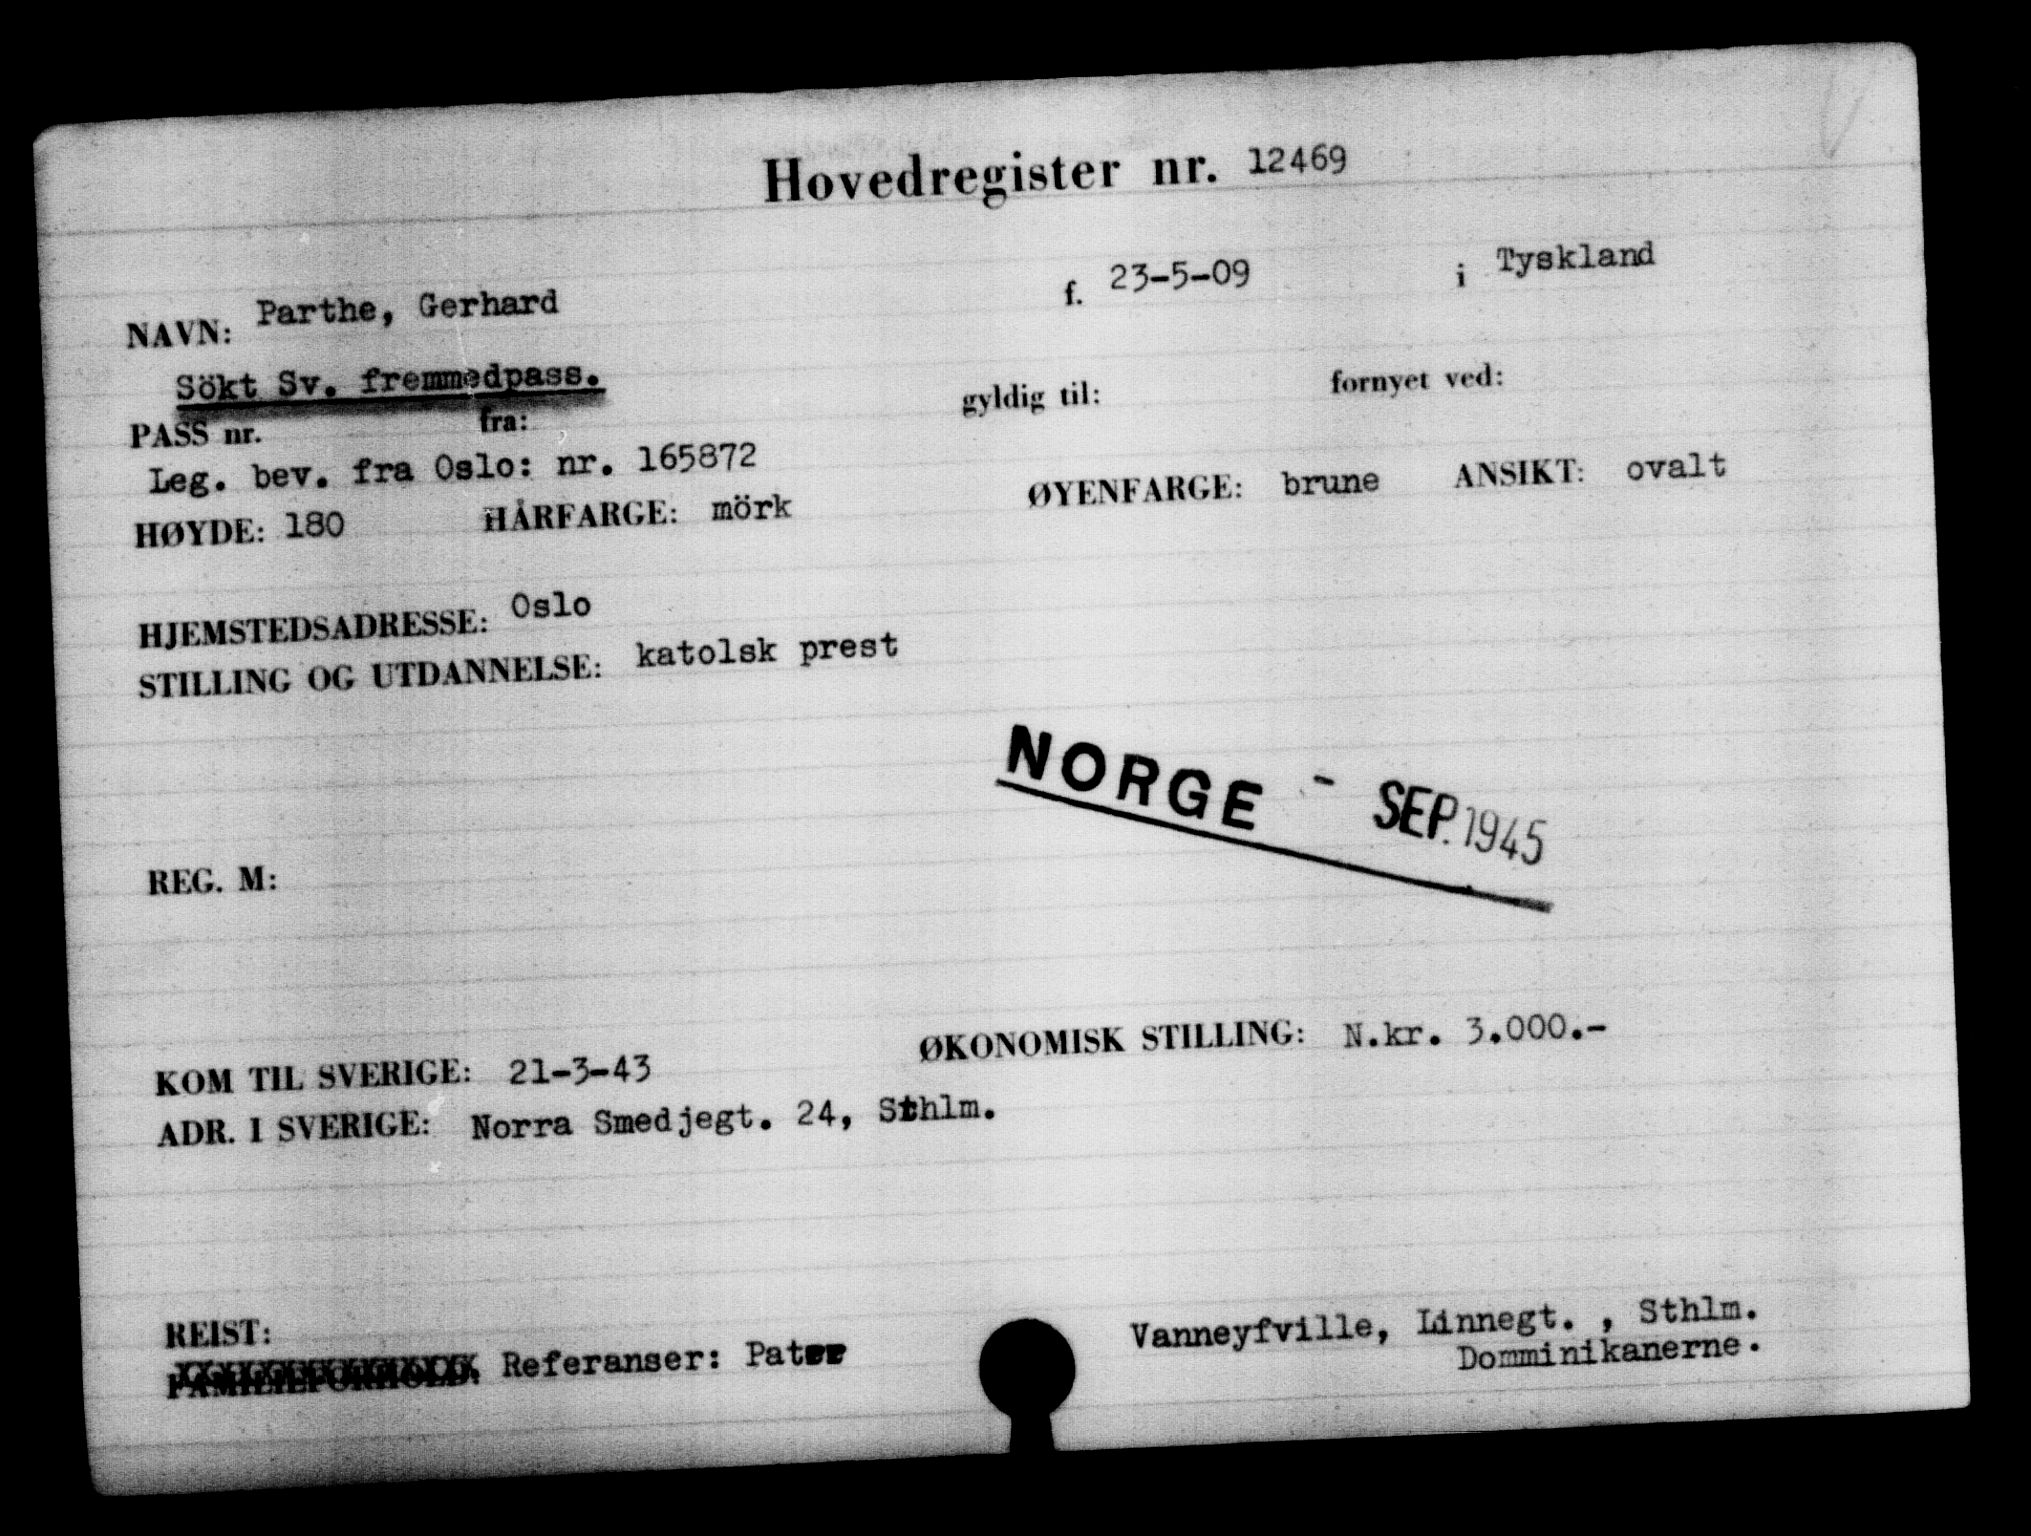 Hovedregister nr. 12469
NAVN: Parthe, Gerhard f. 23-5-09 i Tyskland
Sökt Sv. fremmedpass.
PASS nr. fra: gyldig til: fornyet ved:
Leg. bev. fra Oslo: nr. 165872
HØYDE: 180 HÅRFARGE: mörk ØYENFARGE: brune ANSIKT: ovalt
HJEMSTEDSADRESSE: Oslo
STILLING OG UTDANNELSE: katolsk prest
NORGE - SEP. 1945
REG. M:
KOM TIL SVERIGE: 21-3-43 ØKONOMISK STILLING: N.kr. 3.000.-
ADR. I SVERIGE: Norra Smedjegt. 24, Sthlm.
REIST:
FAMILIEFORHOLD: Referanser: Pater Vanneyfville, Linnegt. , Sthlm.
Domminikanerne.